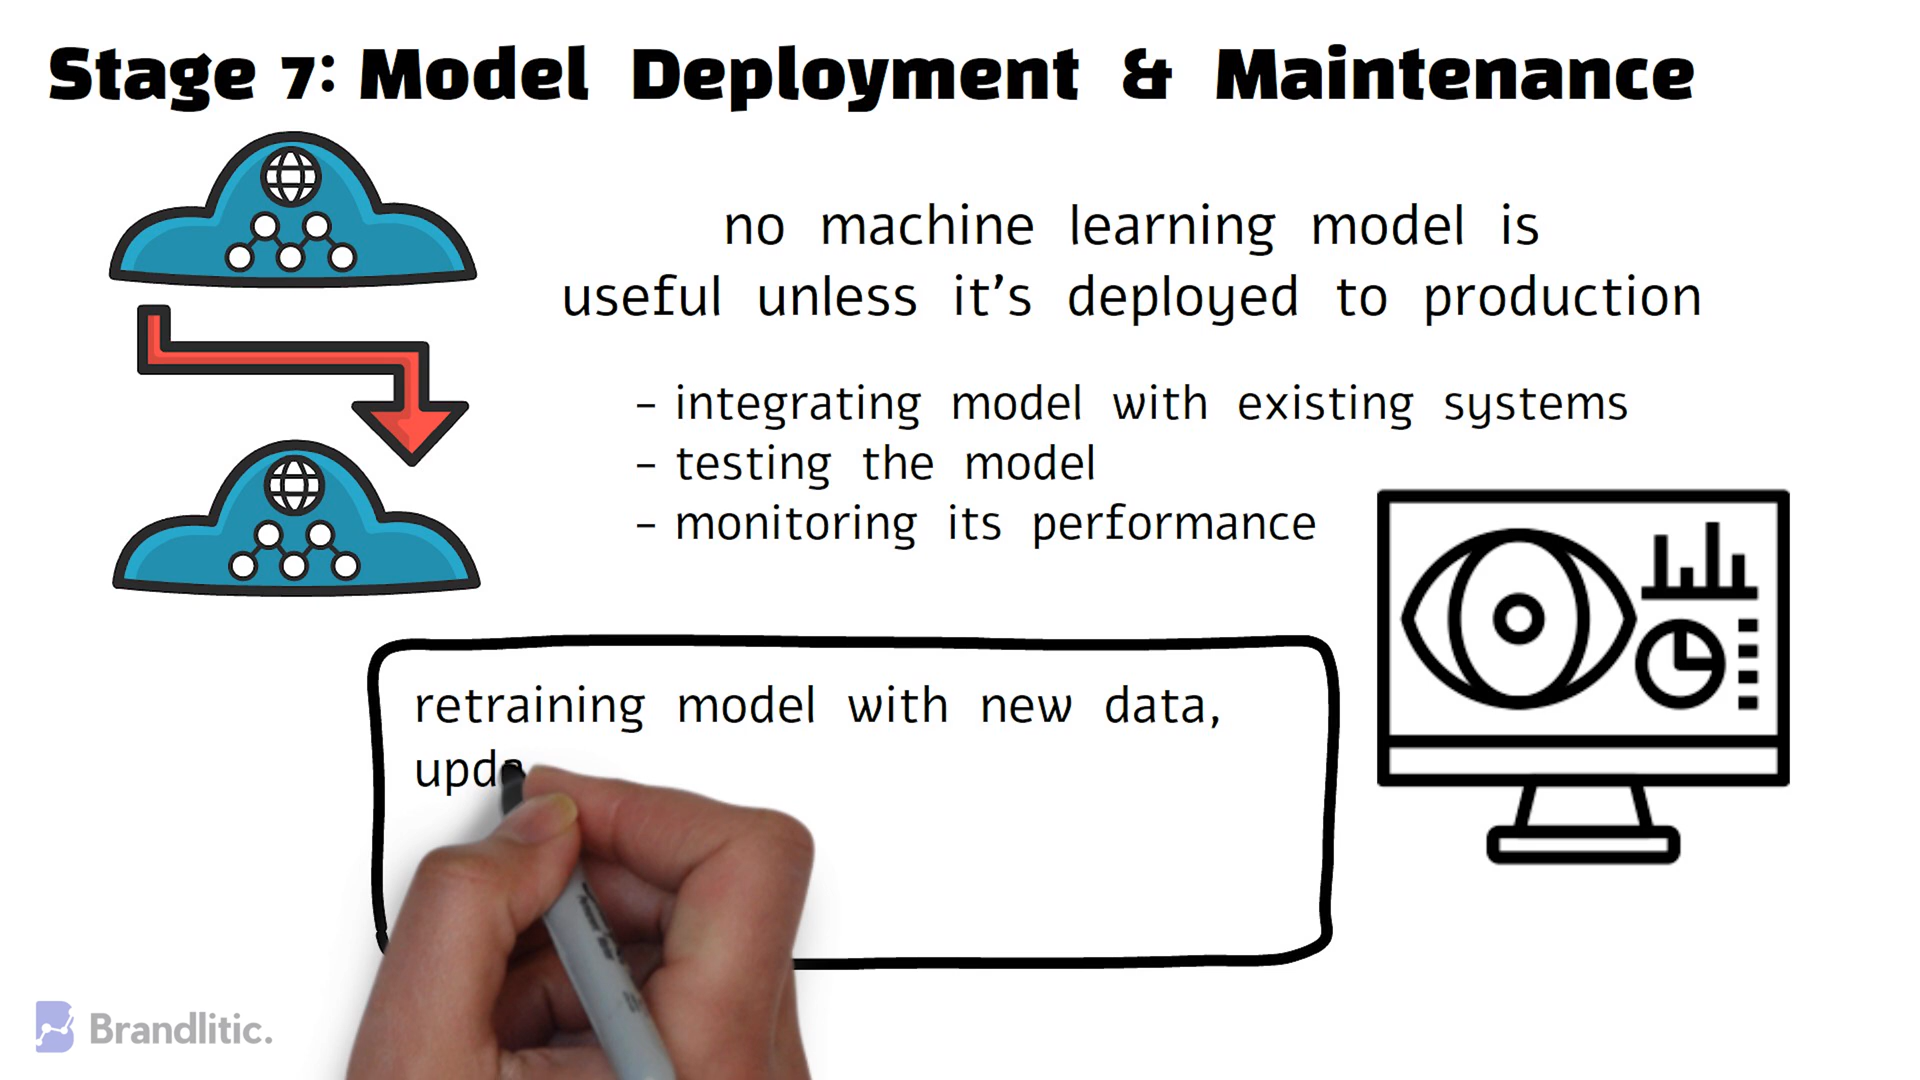 Stage 7: Model Deployment & Maintenance
no machine learning model is
useful unless it’s deployed to production
- integrating model with existing systems
- testing the model
- monitoring its performance
retraining model with new data,
upda
Brandlitic.